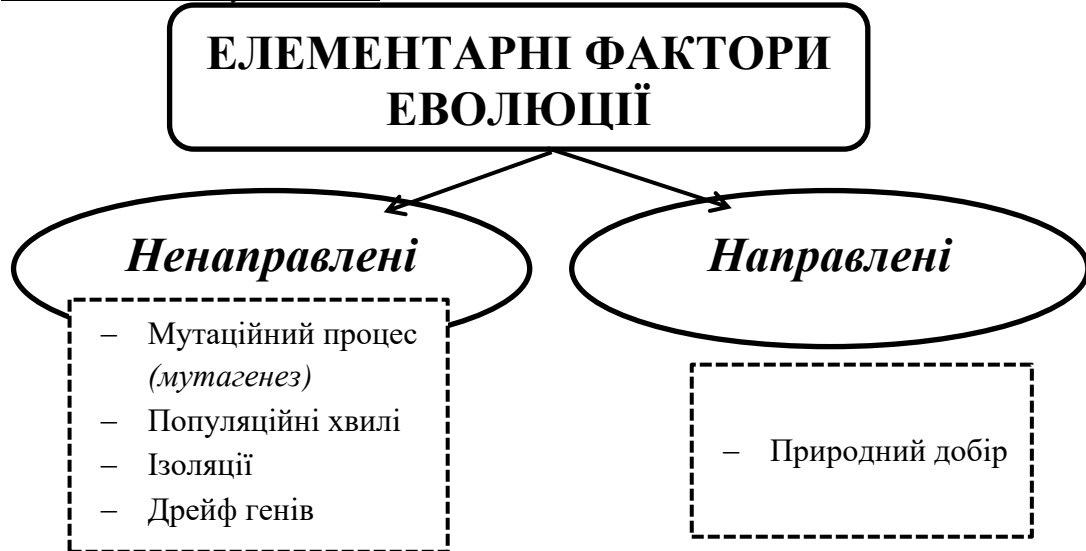 ЕЛЕМЕНТАРНІ ФАКТОРИ
ЕВОЛЮЦІЇ
Ненаправлені
Направлені
– Мутаційний процес
(мутагенез)
– Популяційні хвилі
– Ізоляції
– Дрейф генів
– Природний добір